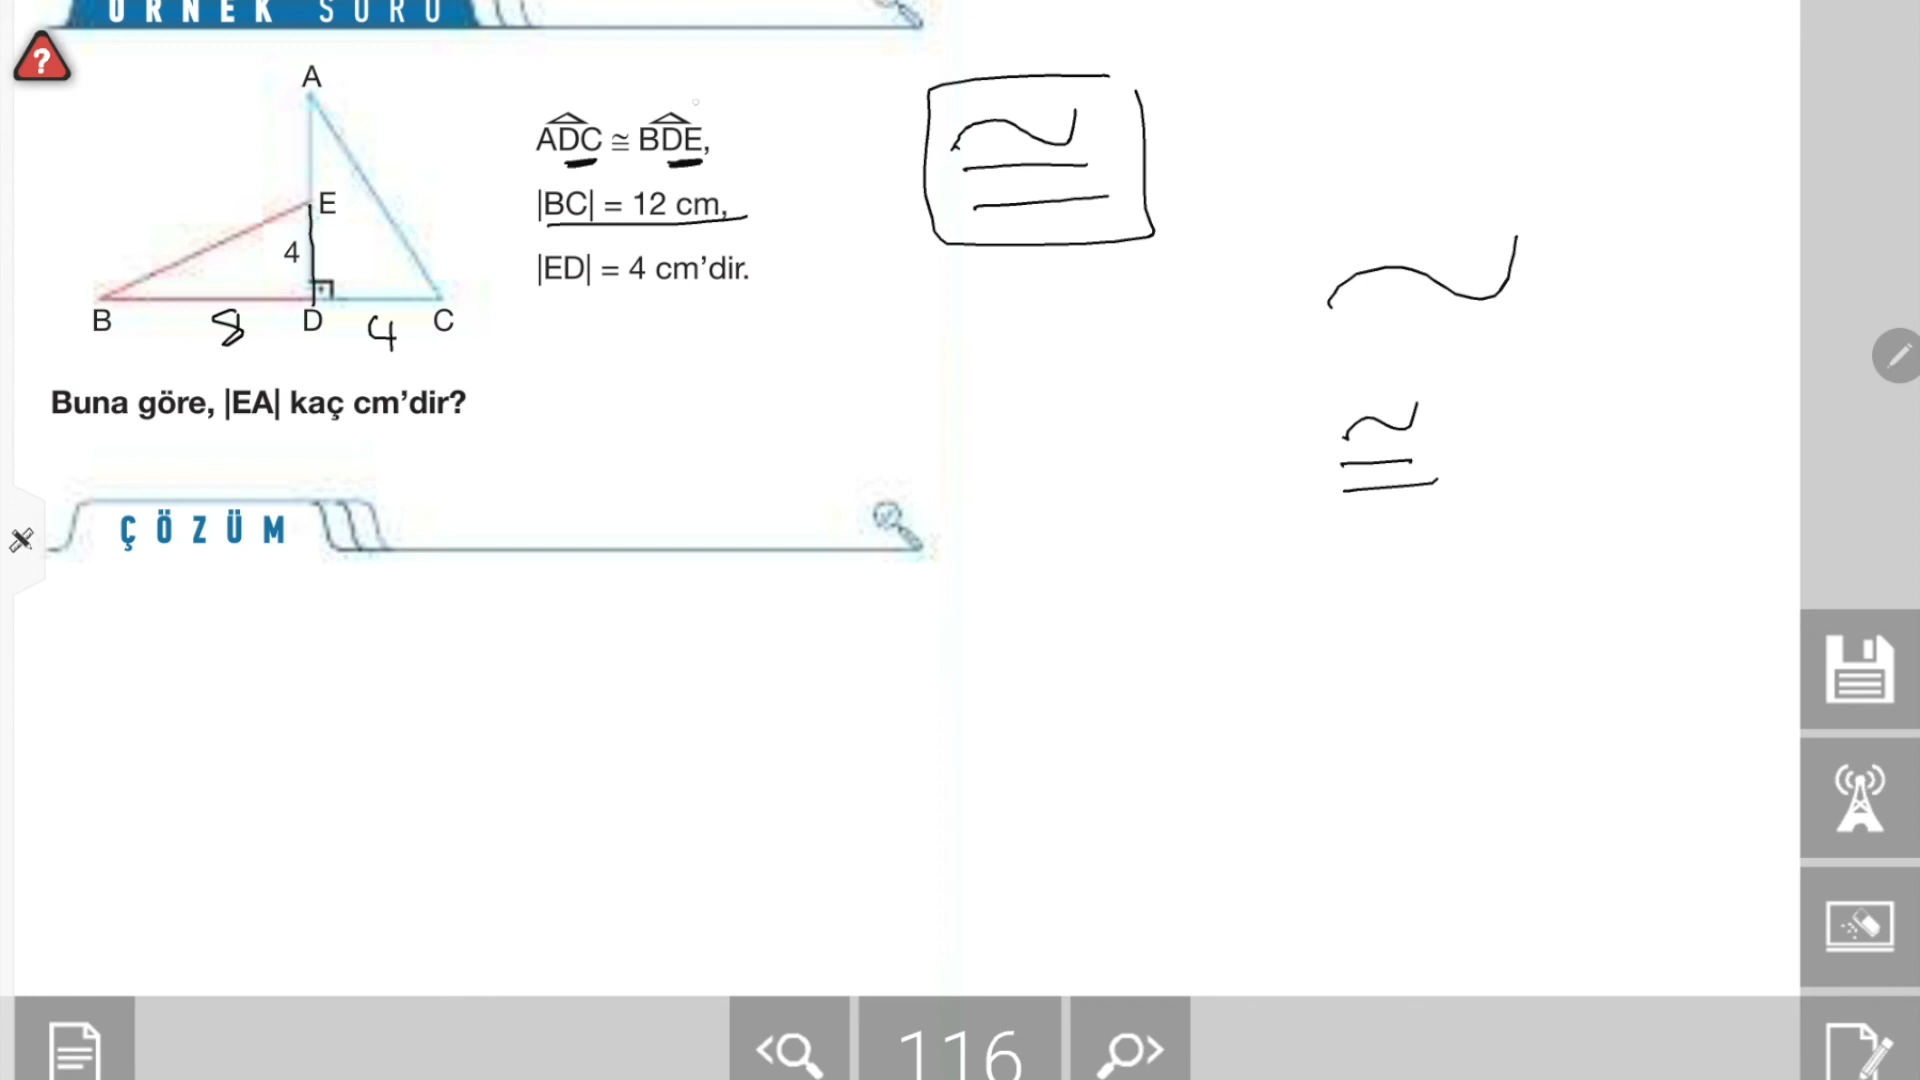 ÖRNEK SORU
?
A
ADC ≅ BDE,
E
|BC| = 12 cm,
4
|ED| = 4 cm’dir.
B
8
D
4
C
≅
~
≅
Buna göre, |EA| kaç cm’dir?
ÇÖZÜM
116